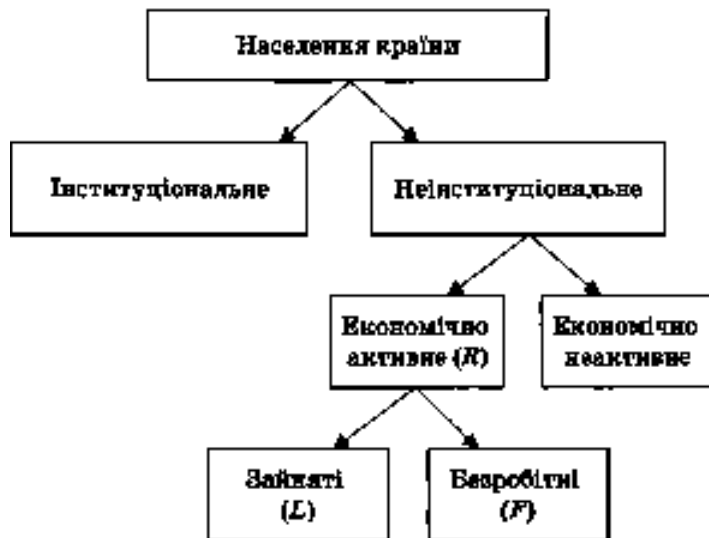 Населення країни
Інституціональне
Неінституціональне
Економічно
активне (R)
Економічно
неактивне
Зайняті
(L)
Безробітні
(F)